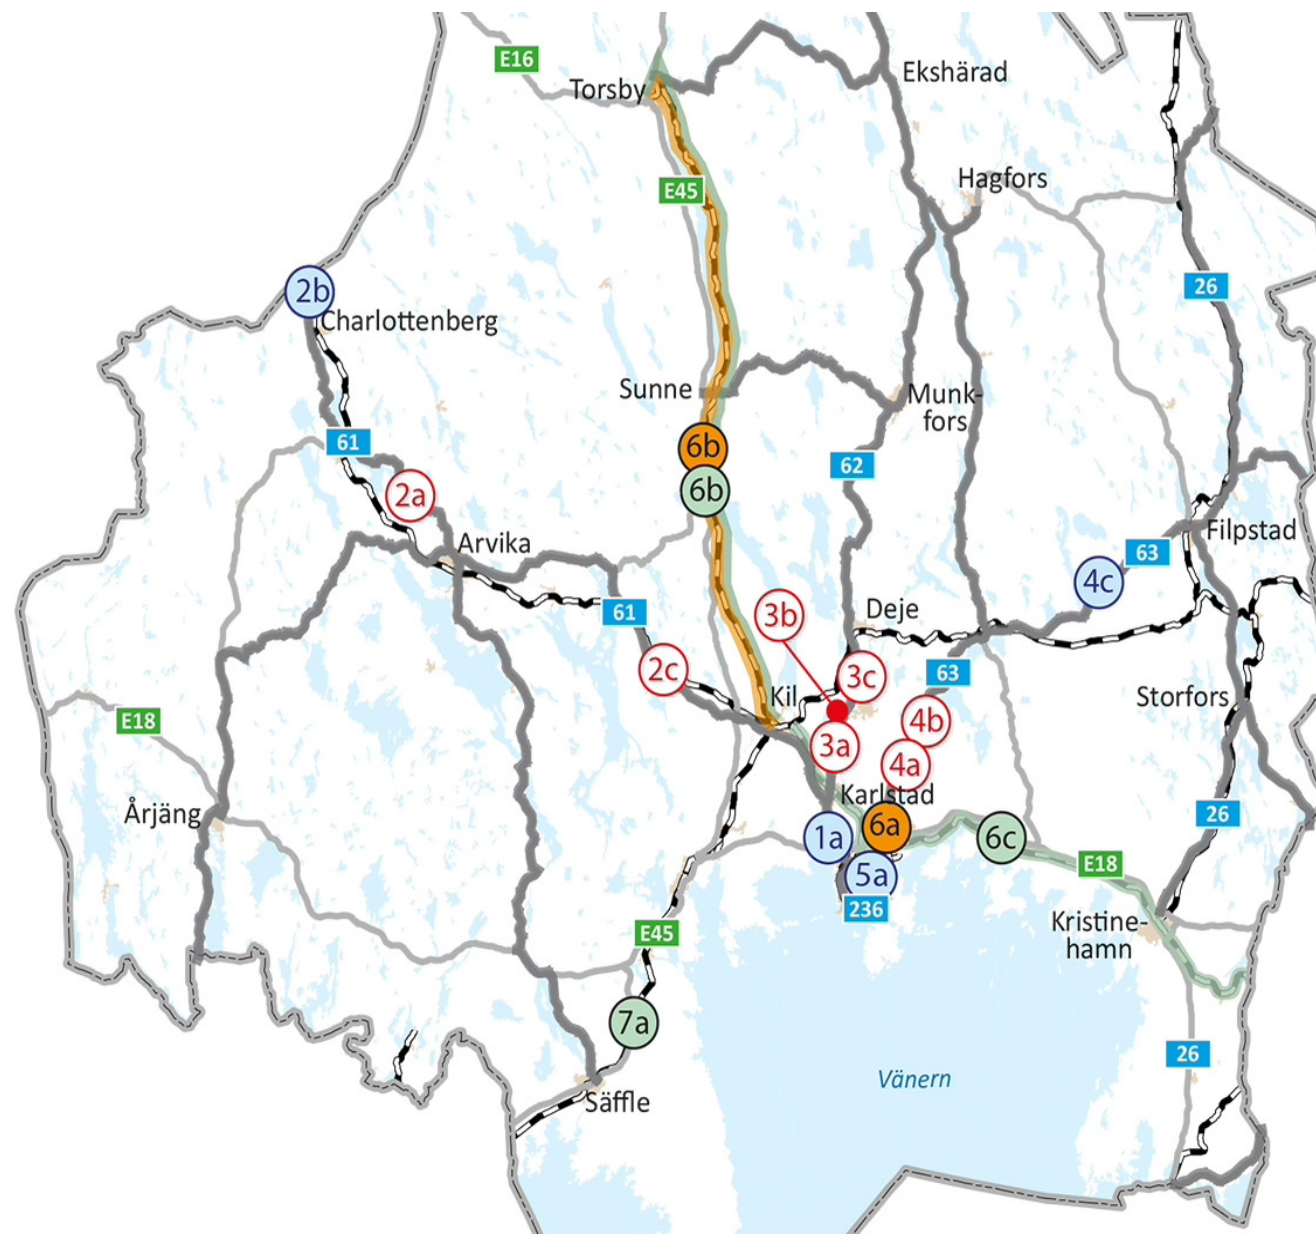 E16
Torsby
Ekshärad
E45
Hagfors
26
2b
Charlottenberg
Sunne
Munk-
fors
61
6b
62
2a
6b
Arvika
Filpstad
63
4c
61
3b
Deje
2c
3c
63
Kil
Storfors
E18
4b
3a
4a
Årjäng
Karlstad
26
1a
6a
6c
5a
E18
236
Kristine-
hamn
E45
7a
26
Vänern
Säffle